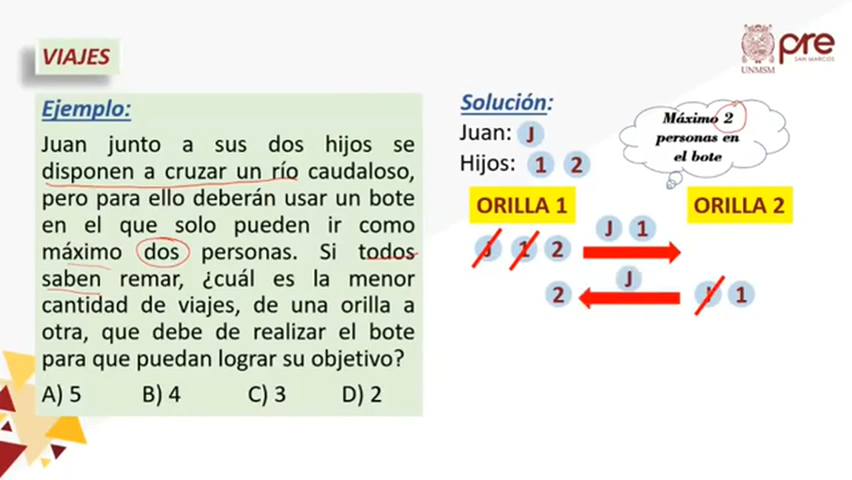 VIAJES
UNMSM
pre
SAN MARCOS
Ejemplo:
Juan junto a sus dos hijos se
disponen a cruzar un río caudaloso,
pero para ello deberán usar un bote
en el que solo pueden ir como
máximo dos personas. Si todos
saben remar, ¿cuál es la menor
cantidad de viajes, de una orilla a
otra, que debe de realizar el bote
para que puedan lograr su objetivo?
A) 5 B) 4 C) 3 D) 2
Solución:
Juan: J
Hijos: 1 2
Máximo 2
personas en
el bote
ORILLA 1 ORILLA 2
J 1
J 1 2
J
2 J 1